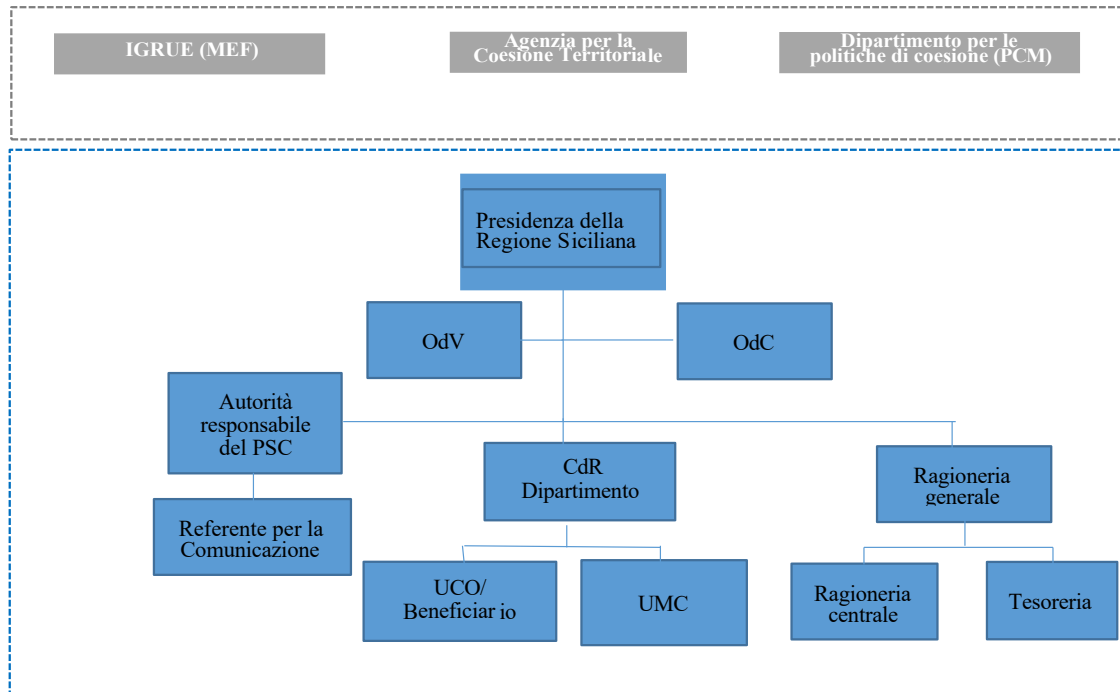 IGRUE (MEF)
Agenzia per la
Coesione Territoriale
Dipartimento per le
politiche di coesione (PCM)
Presidenza della
Regione Siciliana
OdV
OdC
Autorità
responsabile
del PSC
CdR
Dipartimento
Ragioneria
generale
Referente per la
Comunicazione
UCO/
Beneficiar io
UMC
Ragioneria
centrale
Tesoreria